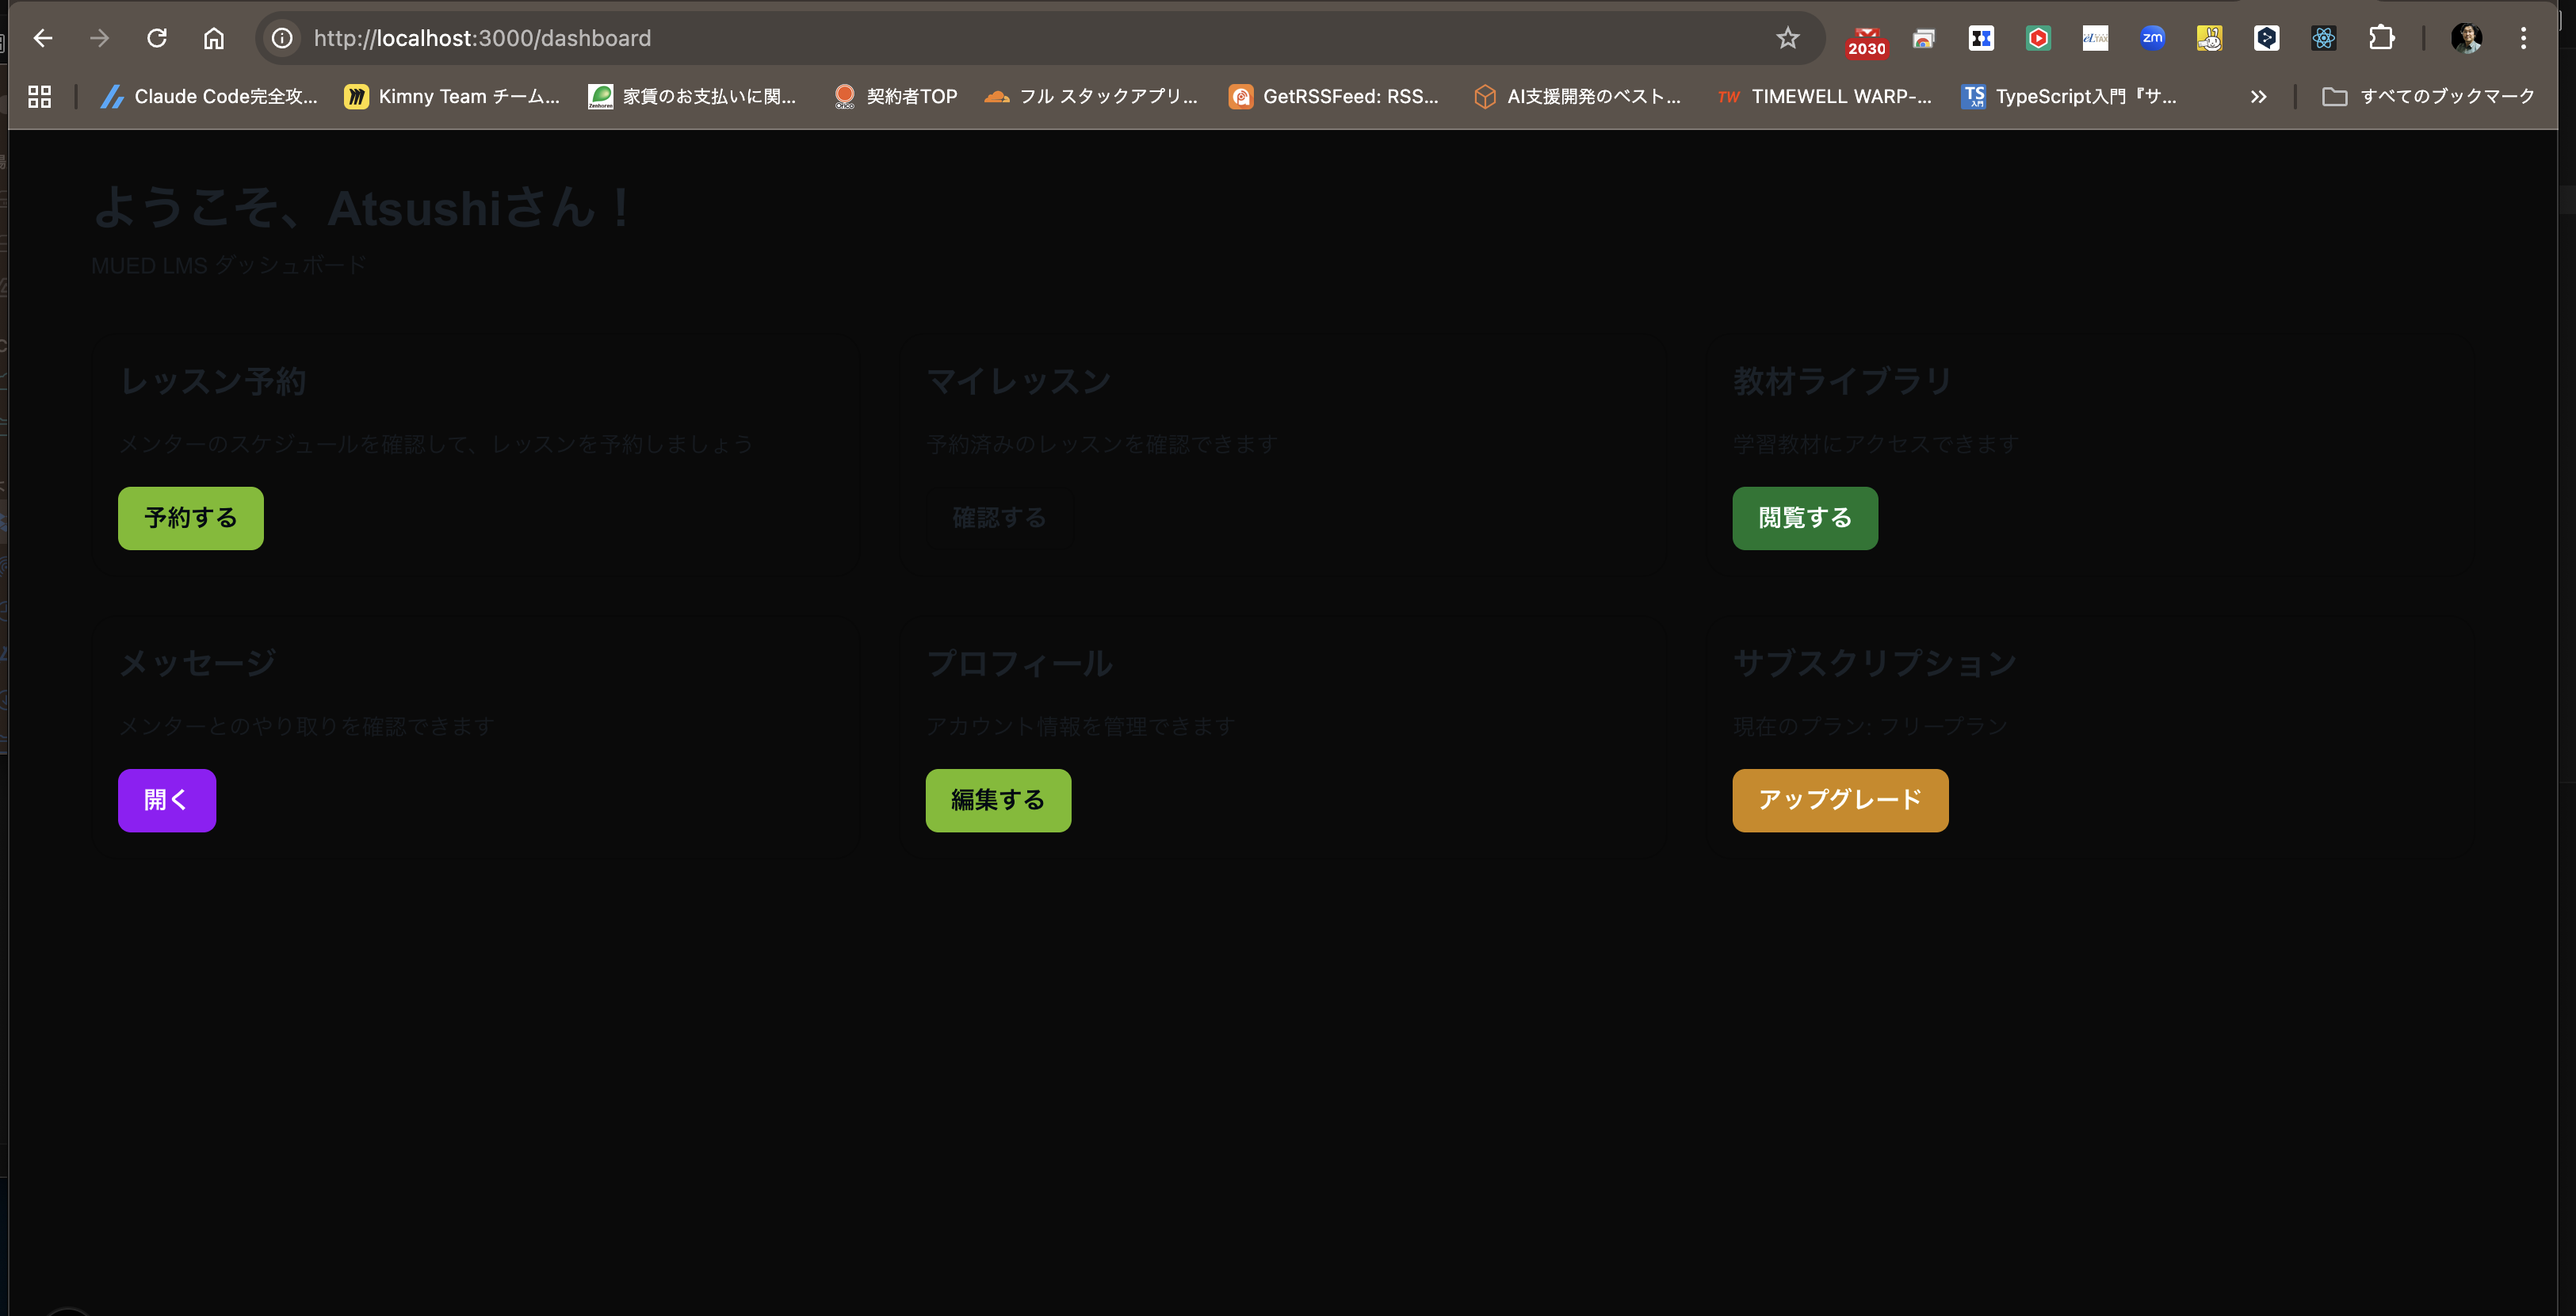 http://localhost:3000/dashboard
2030
zm
Claude Code完全攻...
Kimny Team チーム...
家賃のお支払いに関...
契約者TOP
フル スタックアプリ...
GetRSSFeed: RSS...
AI支援開発のベスト...
TW TIMEWELL WARP-...
TS入門 TypeScript入門『サ...
すべてのブックマーク
ようこそ、Atsushiさん！
MUED LMS ダッシュボード
レッスン予約
メンターのスケジュールを確認して、レッスンを予約しましょう
予約する
マイレッスン
予約済みのレッスンを確認できます
確認する
教材ライブラリ
学習教材にアクセスできます
閲覧する
メッセージ
メンターとのやり取りを確認できます
開く
プロフィール
アカウント情報を管理できます
編集する
サブスクリプション
現在のプラン: フリープラン
アップグレード